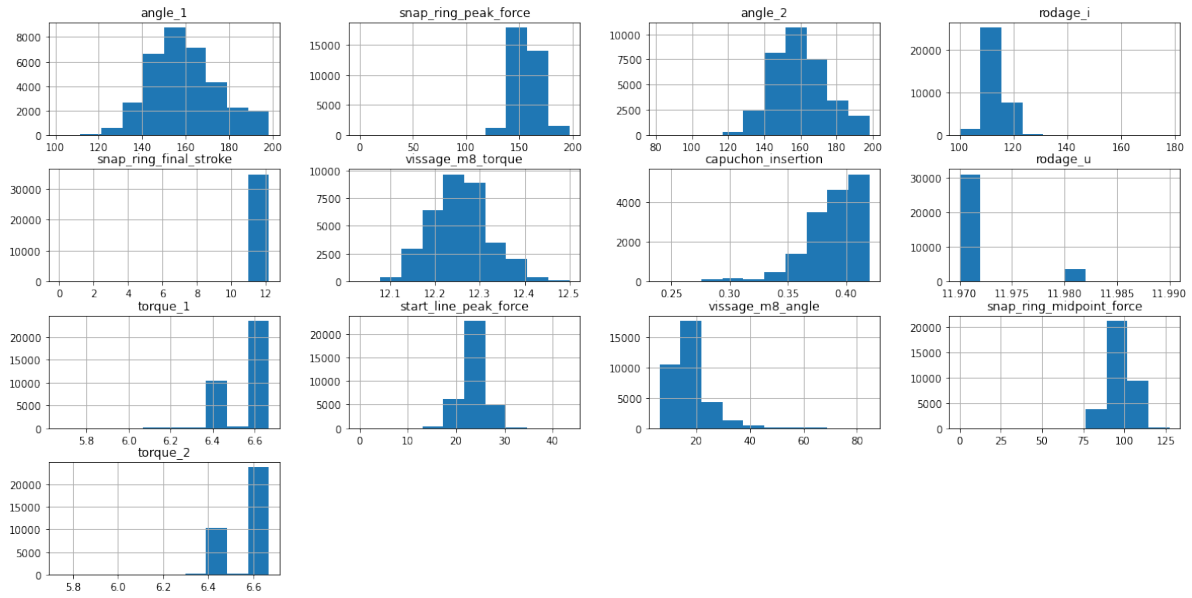 angle_1
8000
6000
4000
2000
0
100 120 140 160 180 200
snap_ring_peak_force
15000
10000
5000
0
0 50 100 150 200
angle_2
10000
7500
5000
2500
0
80 100 120 140 160 180 200
rodage_i
20000
10000
0
100 120 140 160 180
snap_ring_final_stroke
30000
20000
10000
0
0 2 4 6 8 10 12
vissage_m8_torque
10000
7500
5000
2500
0
12.1 12.2 12.3 12.4 12.5
capuchon_insertion
4000
2000
0
0.25 0.30 0.35 0.40
rodage_u
30000
20000
10000
0
11.970 11.975 11.980 11.985 11.990
torque_1
20000
15000
10000
5000
0
5.8 6.0 6.2 6.4 6.6
start_line_peak_force
20000
15000
10000
5000
0
0 10 20 30 40
vissage_m8_angle
15000
10000
5000
0
20 40 60 80
snap_ring_midpoint_force
20000
15000
10000
5000
0
0 25 50 75 100 125
torque_2
20000
15000
10000
5000
0
5.8 6.0 6.2 6.4 6.6